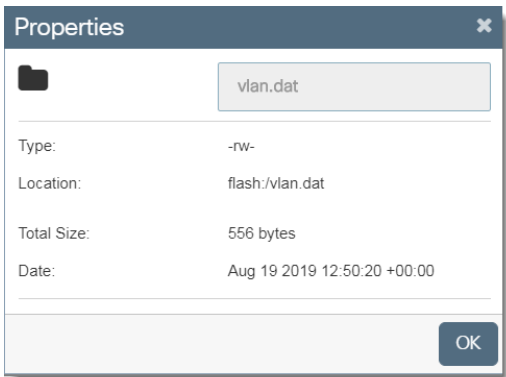 Properties
vlan.dat
Type: -rw-
Location: flash:/vlan.dat
Total Size: 556 bytes
Date: Aug 19 2019 12:50:20 +00:00
OK